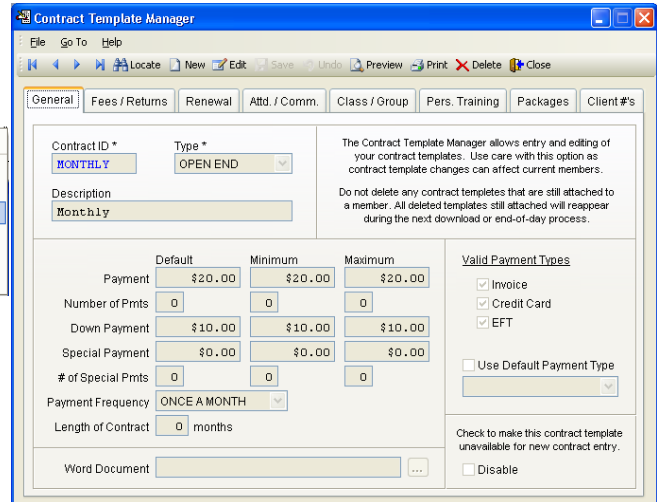 Contract Template Manager
File Go To Help
Locate New Edit Save Undo Preview Print Delete Close
General Fees / Returns Renewal Attd. / Comm. Class / Group Pers. Training Packages Client #'s
Contract ID * Type *
MONTHLY OPEN END
Description
Monthly
The Contract Template Manager allows entry and editing of
your contract templates. Use care with this option as
contract template changes can affect current members.
Do not delete any contract templetes that are still attached to
a member. All deleted templates still attached will reappear
during the next download or end-of-day process.
Default Minimum Maximum
Payment $20.00 $20.00 $20.00
Number of Pmts 0 0 0
Down Payment $10.00 $10.00 $10.00
Special Payment $0.00 $0.00 $0.00
# of Special Pmts 0 0 0
Payment Frequency ONCE A MONTH
Length of Contract 0 months
Word Document ...
Valid Payment Types
Invoice
Credit Card
EFT
Use Default Payment Type
Check to make this contract template
unavailable for new contract entry.
Disable